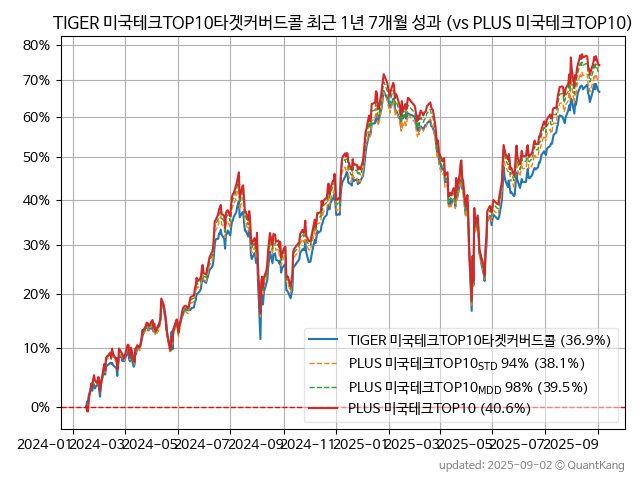 TIGER 미국테크TOP10타겟커버드콜 최근 1년 7개월 성과 (vs PLUS 미국테크TOP10)
80%
70%
60%
50%
40%
30%
20%
10%
0%
TIGER 미국테크TOP10타겟커버드콜 (36.9%)
PLUS 미국테크TOP10STD 94% (38.1%)
PLUS 미국테크TOP10MDD 98% (39.5%)
PLUS 미국테크TOP10 (40.6%)
2024-01 2024-03 2024-05 2024-07 2024-09 2024-11 2025-01 2025-03 2025-05 2025-07 2025-09
updated: 2025-09-02 © QuantKang